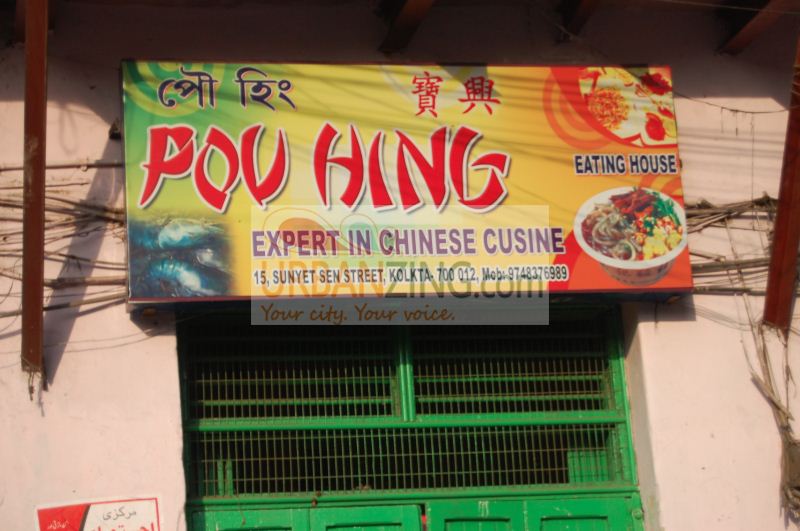 পৌ হিং 寶興
POU HING
EATING HOUSE
EXPERT IN CHINESE CUSINE
15, SUNYET SEN STREET, KOLKTA- 700 012, Mob: 9748376989
URBANZING.com
Your city. Your voice.
مرکزی